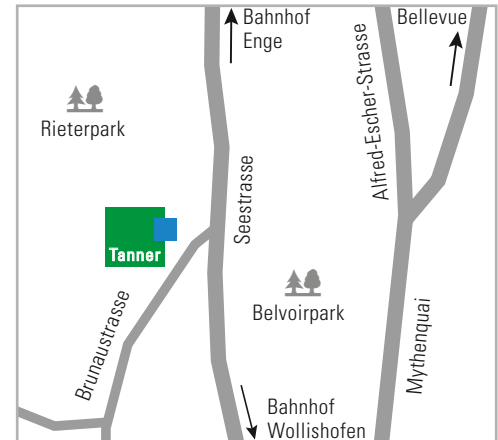 Bahnhof
Enge
Bellevue
Alfred-Escher-Strasse
Rieterpark
Seestrasse
Tanner
Brunaustrasse
Belvoirpark
Mythenquai
Bahnhof
Wollishofen